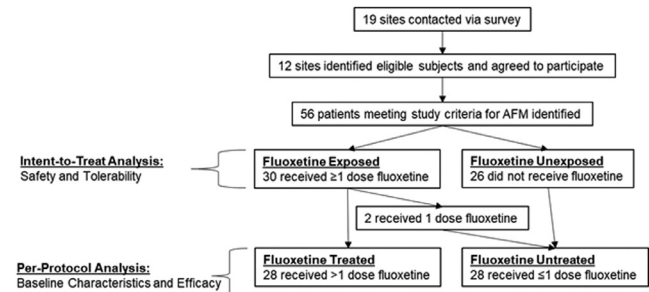 19 sites contacted via survey
12 sites identified eligible subjects and agreed to participate
56 patients meeting study criteria for AFM identified
Intent-to-Treat Analysis:
Safety and Tolerability
Fluoxetine Exposed
30 received ≥1 dose fluoxetine
Fluoxetine Unexposed
26 did not receive fluoxetine
2 received 1 dose fluoxetine
Per-Protocol Analysis:
Baseline Characteristics and Efficacy
Fluoxetine Treated
28 received >1 dose fluoxetine
Fluoxetine Untreated
28 received ≤1 dose fluoxetine